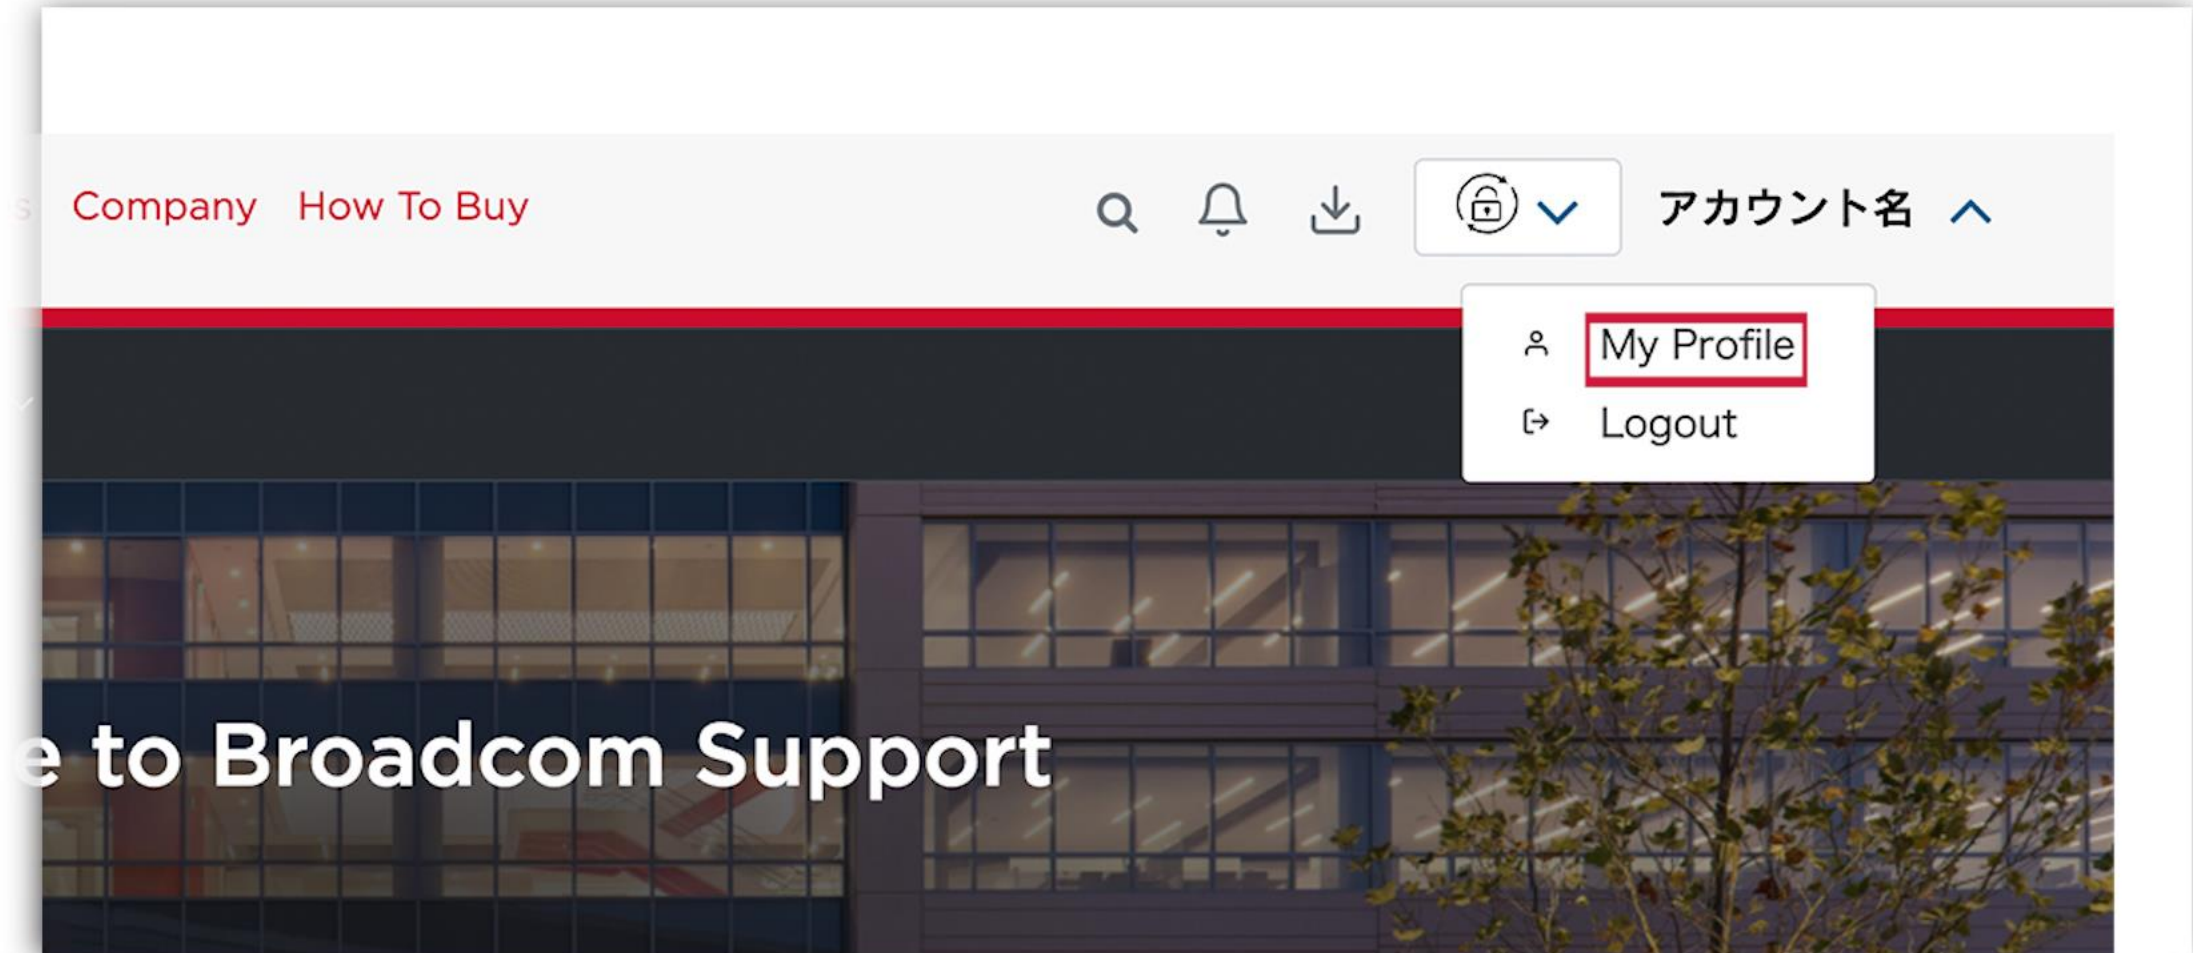 s Company How To Buy アカウント名
My Profile
Logout
e to Broadcom Support